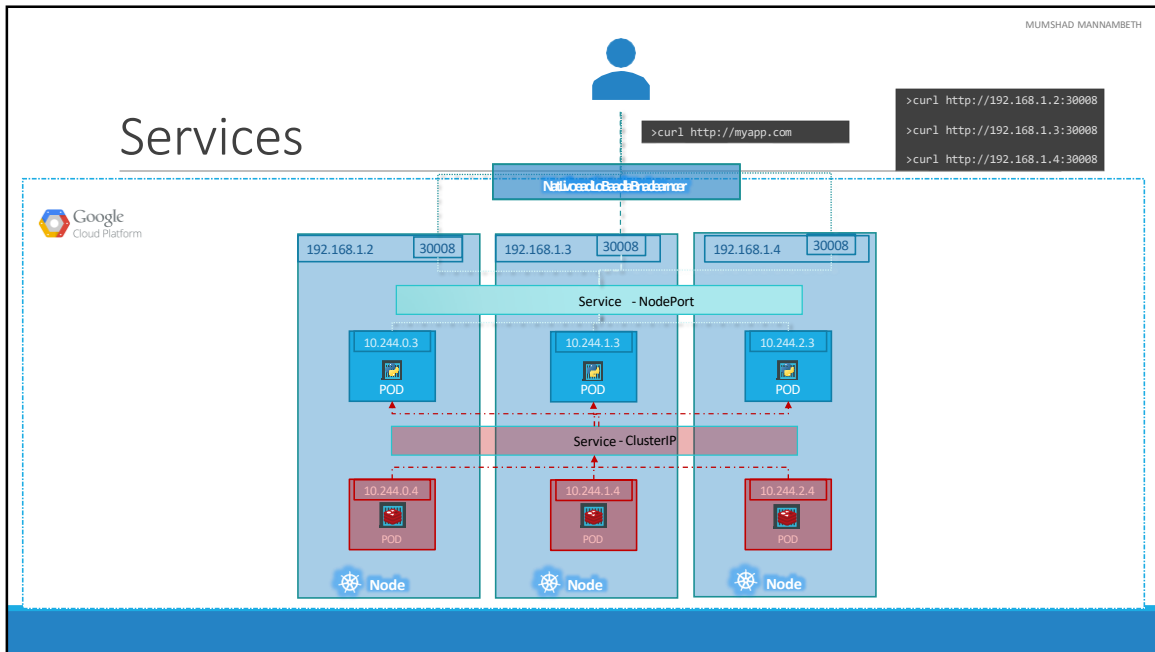 MUMSHAD MANNAMBETH
Services
>curl http://myapp.com
>curl http://192.168.1.2:30008
>curl http://192.168.1.3:30008
>curl http://192.168.1.4:30008
Google
Cloud Platform
192.168.1.2
30008
192.168.1.3
30008
192.168.1.4
30008
Service - NodePort
10.244.0.3
POD
10.244.1.3
POD
10.244.2.3
POD
Service - ClusterIP
10.244.0.4
POD
10.244.1.4
POD
10.244.2.4
POD
Node
Node
Node